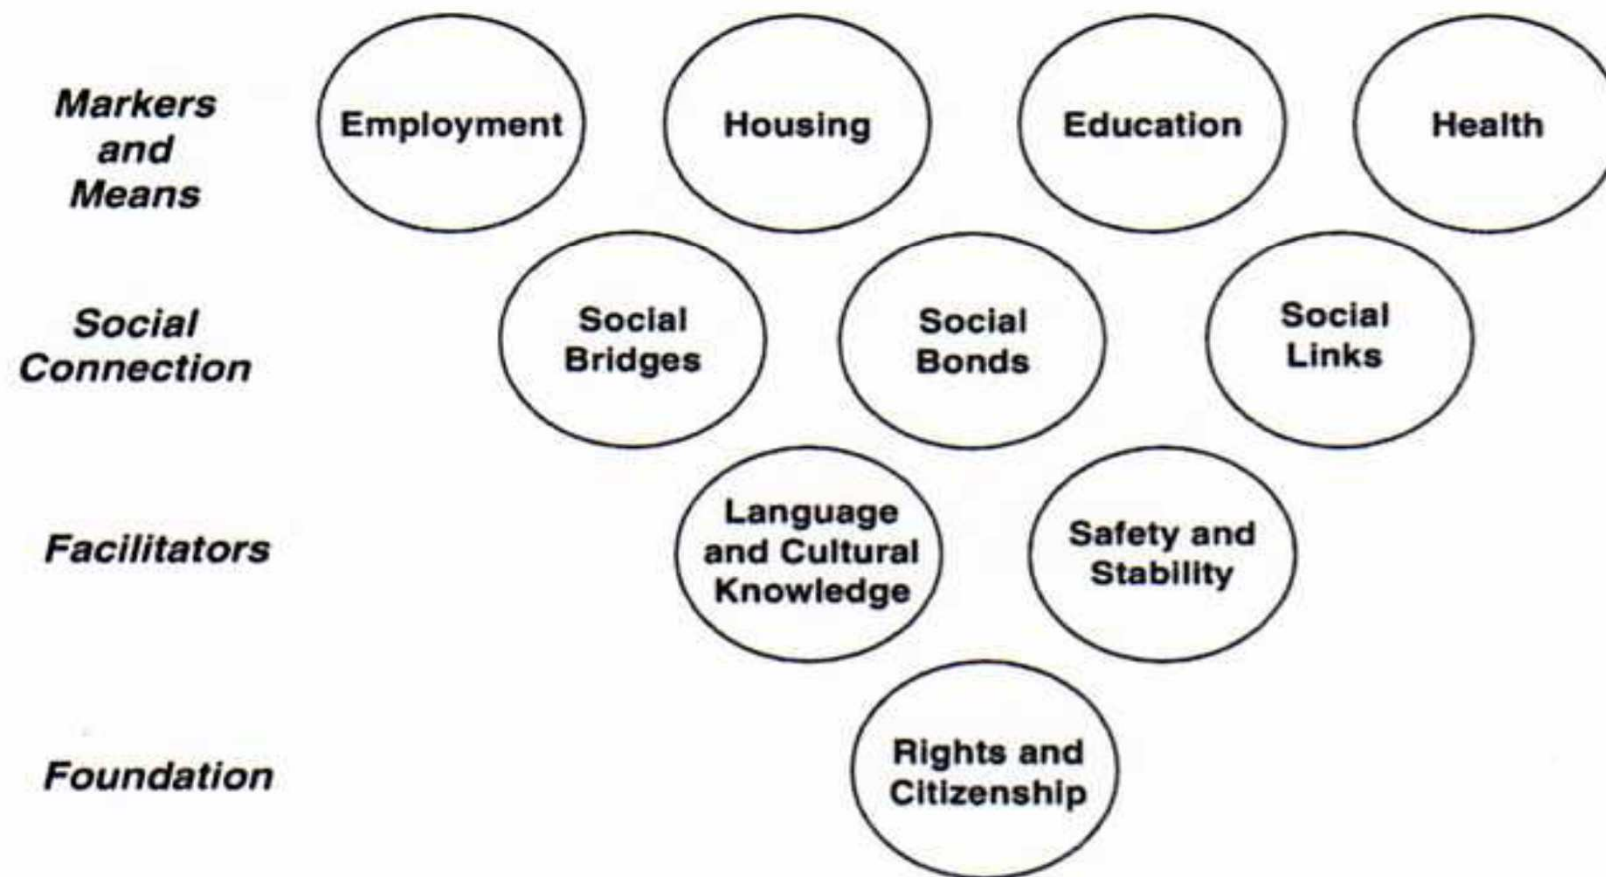 Markers
and
Means
Employment
Housing
Education
Health
Social
Connection
Social
Bridges
Social
Bonds
Social
Links
Facilitators
Language
and Cultural
Knowledge
Safety and
Stability
Foundation
Rights and
Citizenship